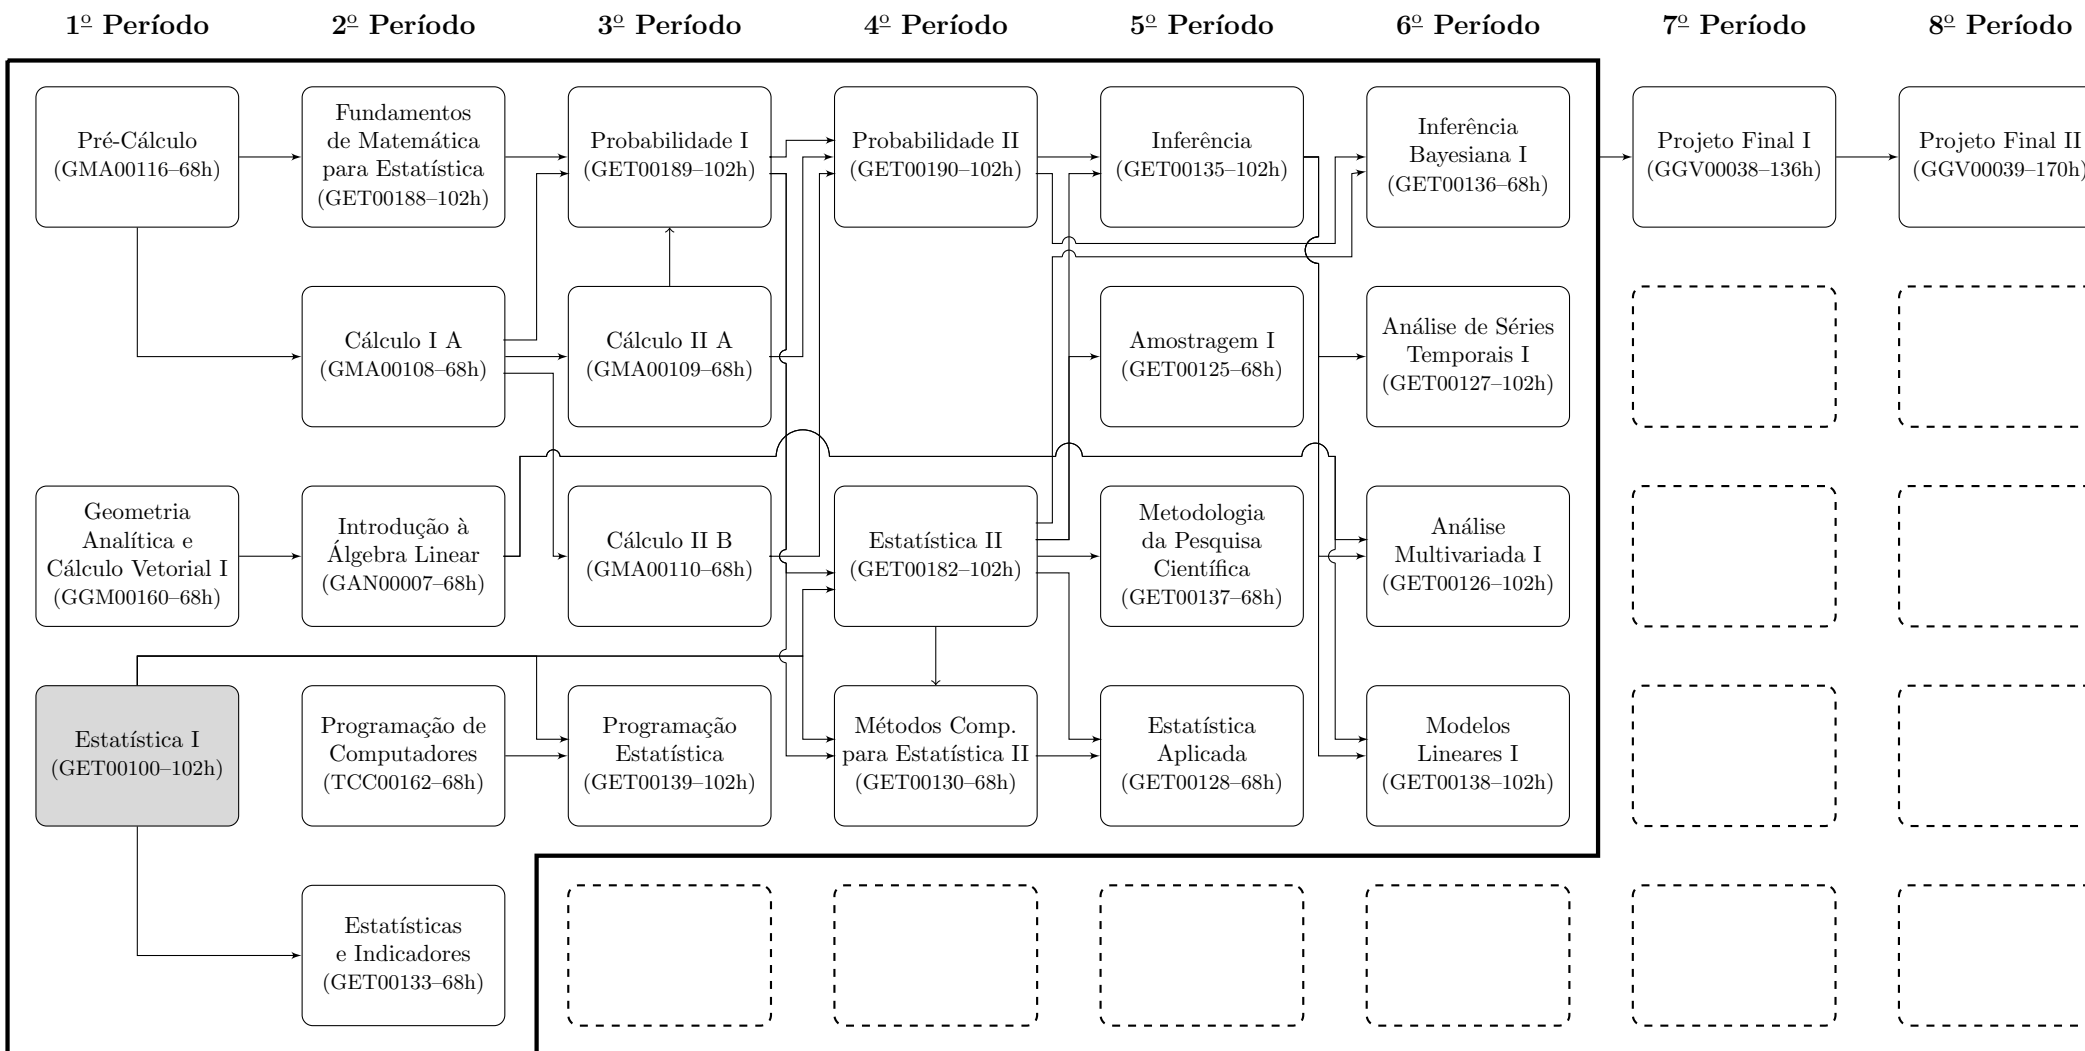 1º Período
2º Período
3º Período
4º Período
5º Período
6º Período
7º Período
8º Período
Pré-Cálculo
(GMA00116–68h)
Fundamentos
de Matemática
para Estatística
(GET00188–102h)
Probabilidade I
(GET00189–102h)
Probabilidade II
(GET00190–102h)
Inferência
(GET00135–102h)
Inferência
Bayesiana I
(GET00136–68h)
Projeto Final I
(GGV00038–136h)
Projeto Final II
(GGV00039–170h)
Cálculo I A
(GMA00108–68h)
Cálculo II A
(GMA00109–68h)
Amostragem I
(GET00125–68h)
Análise de Séries
Temporais I
(GET00127–102h)
Geometria
Analítica e
Cálculo Vetorial I
(GGM00160–68h)
Introdução à
Álgebra Linear
(GAN00007–68h)
Cálculo II B
(GMA00110–68h)
Estatística II
(GET00182–102h)
Metodologia
da Pesquisa
Científica
(GET00137–68h)
Análise
Multivariada I
(GET00126–102h)
Estatística I
(GET00100–102h)
Programação de
Computadores
(TCC00162–68h)
Programação
Estatística
(GET00139–102h)
Métodos Comp.
para Estatística II
(GET00130–68h)
Estatística
Aplicada
(GET00128–68h)
Modelos
Lineares I
(GET00138–102h)
Estatísticas
e Indicadores
(GET00133–68h)